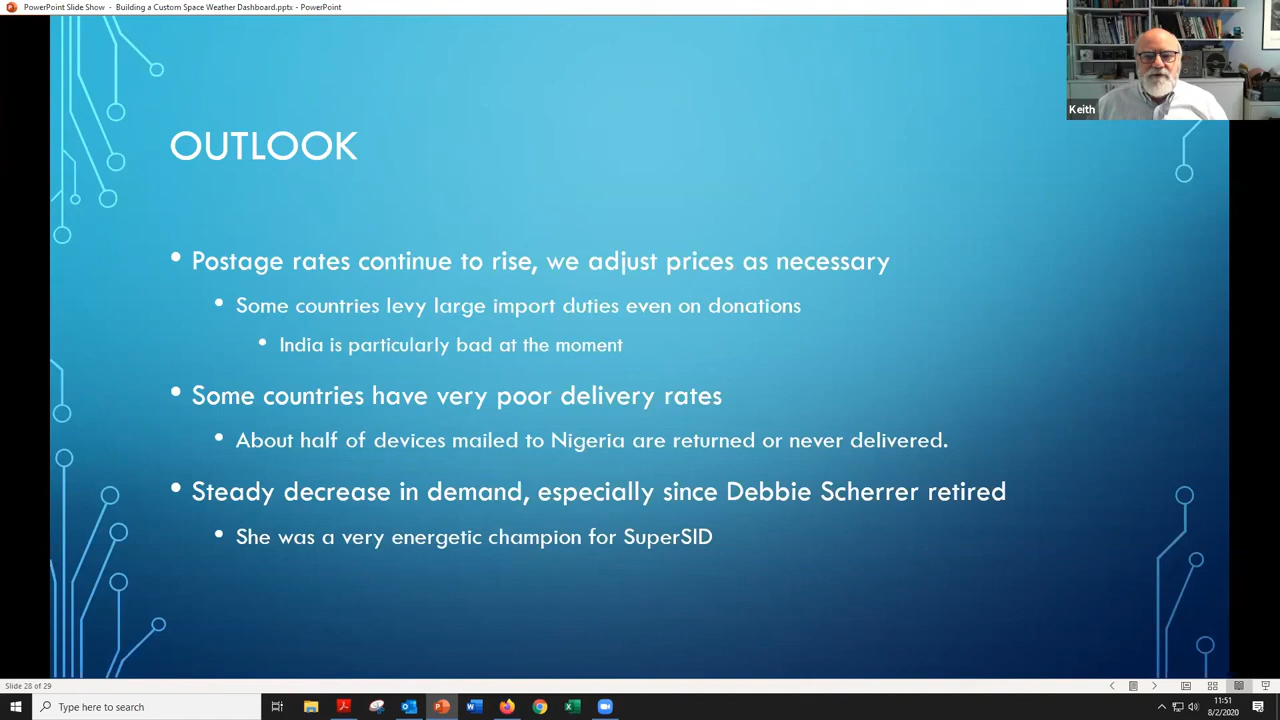 PowerPoint Slide Show - Building a Custom Space Weather Dashboard.pptx - PowerPoint
Keith
OUTLOOK
• Postage rates continue to rise, we adjust prices as necessary
• Some countries levy large import duties even on donations
• India is particularly bad at the moment
• Some countries have very poor delivery rates
• About half of devices mailed to Nigeria are returned or never delivered.
• Steady decrease in demand, especially since Debbie Scherrer retired
• She was a very energetic champion for SuperSID
Slide 28 of 29
Type here to search
11:51
8/2/2020